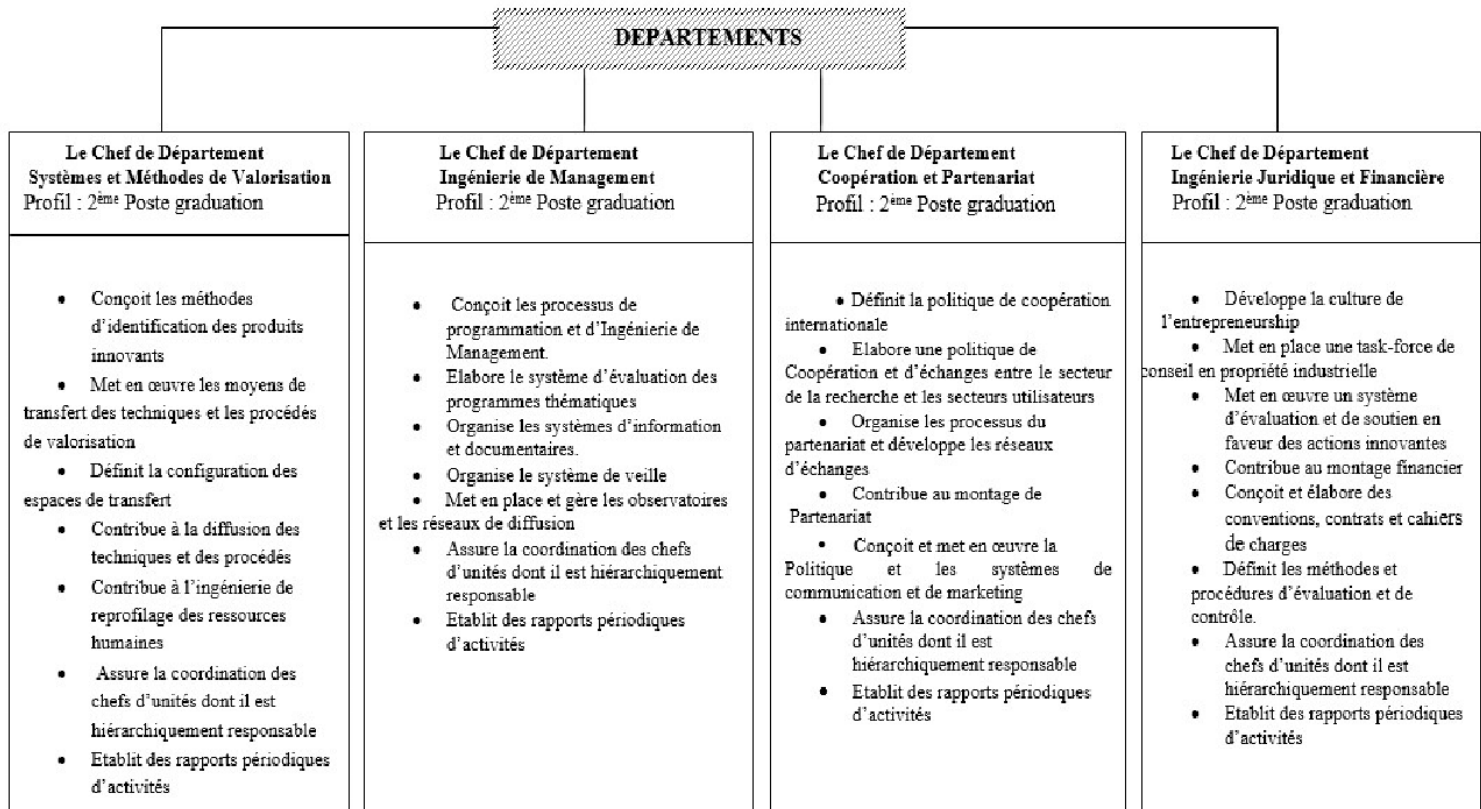 DEPARTEMENTS
Le Chef de Département
Systèmes et Méthodes de Valorisation
Profil : 2ème Poste graduation
• Conçoit les méthodes
d’identification des produits
innovants
• Met en œuvre les moyens de
transfert des techniques et les procédés
de valorisation
• Définit la configuration des
espaces de transfert
• Contribue à la diffusion des
techniques et des procédés
• Contribue à l’ingénierie de
reprofilage des ressources
humaines
• Assure la coordination des
chefs d’unités dont il est
hiérarchiquement responsable
• Etablit des rapports périodiques
d’activités
Le Chef de Département
Ingénierie de Management
Profil : 2ème Poste graduation
• Conçoit les processus de
programmation et d’Ingénierie de
Management.
• Elabore le système d’évaluation des
programmes thématiques
• Organise les systèmes d’information
et documentaires.
• Organise le système de veille
• Met en place et gère les observatoires
et les réseaux de diffusion
• Assure la coordination des chefs
d’unités dont il est hiérarchiquement
responsable
• Etablit des rapports périodiques
d’activités
Le Chef de Département
Coopération et Partenariat
Profil : 2ème Poste graduation
• Définit la politique de coopération
internationale
• Elabore une politique de
Coopération et d’échanges entre le secteur
de la recherche et les secteurs utilisateurs
• Organise les processus du
partenariat et développe les réseaux
d’échanges
• Contribue au montage de
Partenariat
• Conçoit et met en œuvre la
Politique et les systèmes de
communication et de marketing
• Assure la coordination des chefs
d’unités dont il est
hiérarchiquement responsable
• Etablit des rapports périodiques
d’activités
Le Chef de Département
Ingénierie Juridique et Financière
Profil : 2ème Poste graduation
• Développe la culture de
l’entrepreneurship
• Met en place une task-force de
conseil en propriété industrielle
• Met en œuvre un système
d’évaluation et de soutien en
faveur des actions innovantes
• Contribue au montage financier
• Conçoit et élabore des
conventions, contrats et cahiers
de charges
• Définit les méthodes et
procédures d’évaluation et de
contrôle.
• Assure la coordination des
chefs d’unités dont il est
hiérarchiquement responsable
• Etablit des rapports périodiques
d’activités